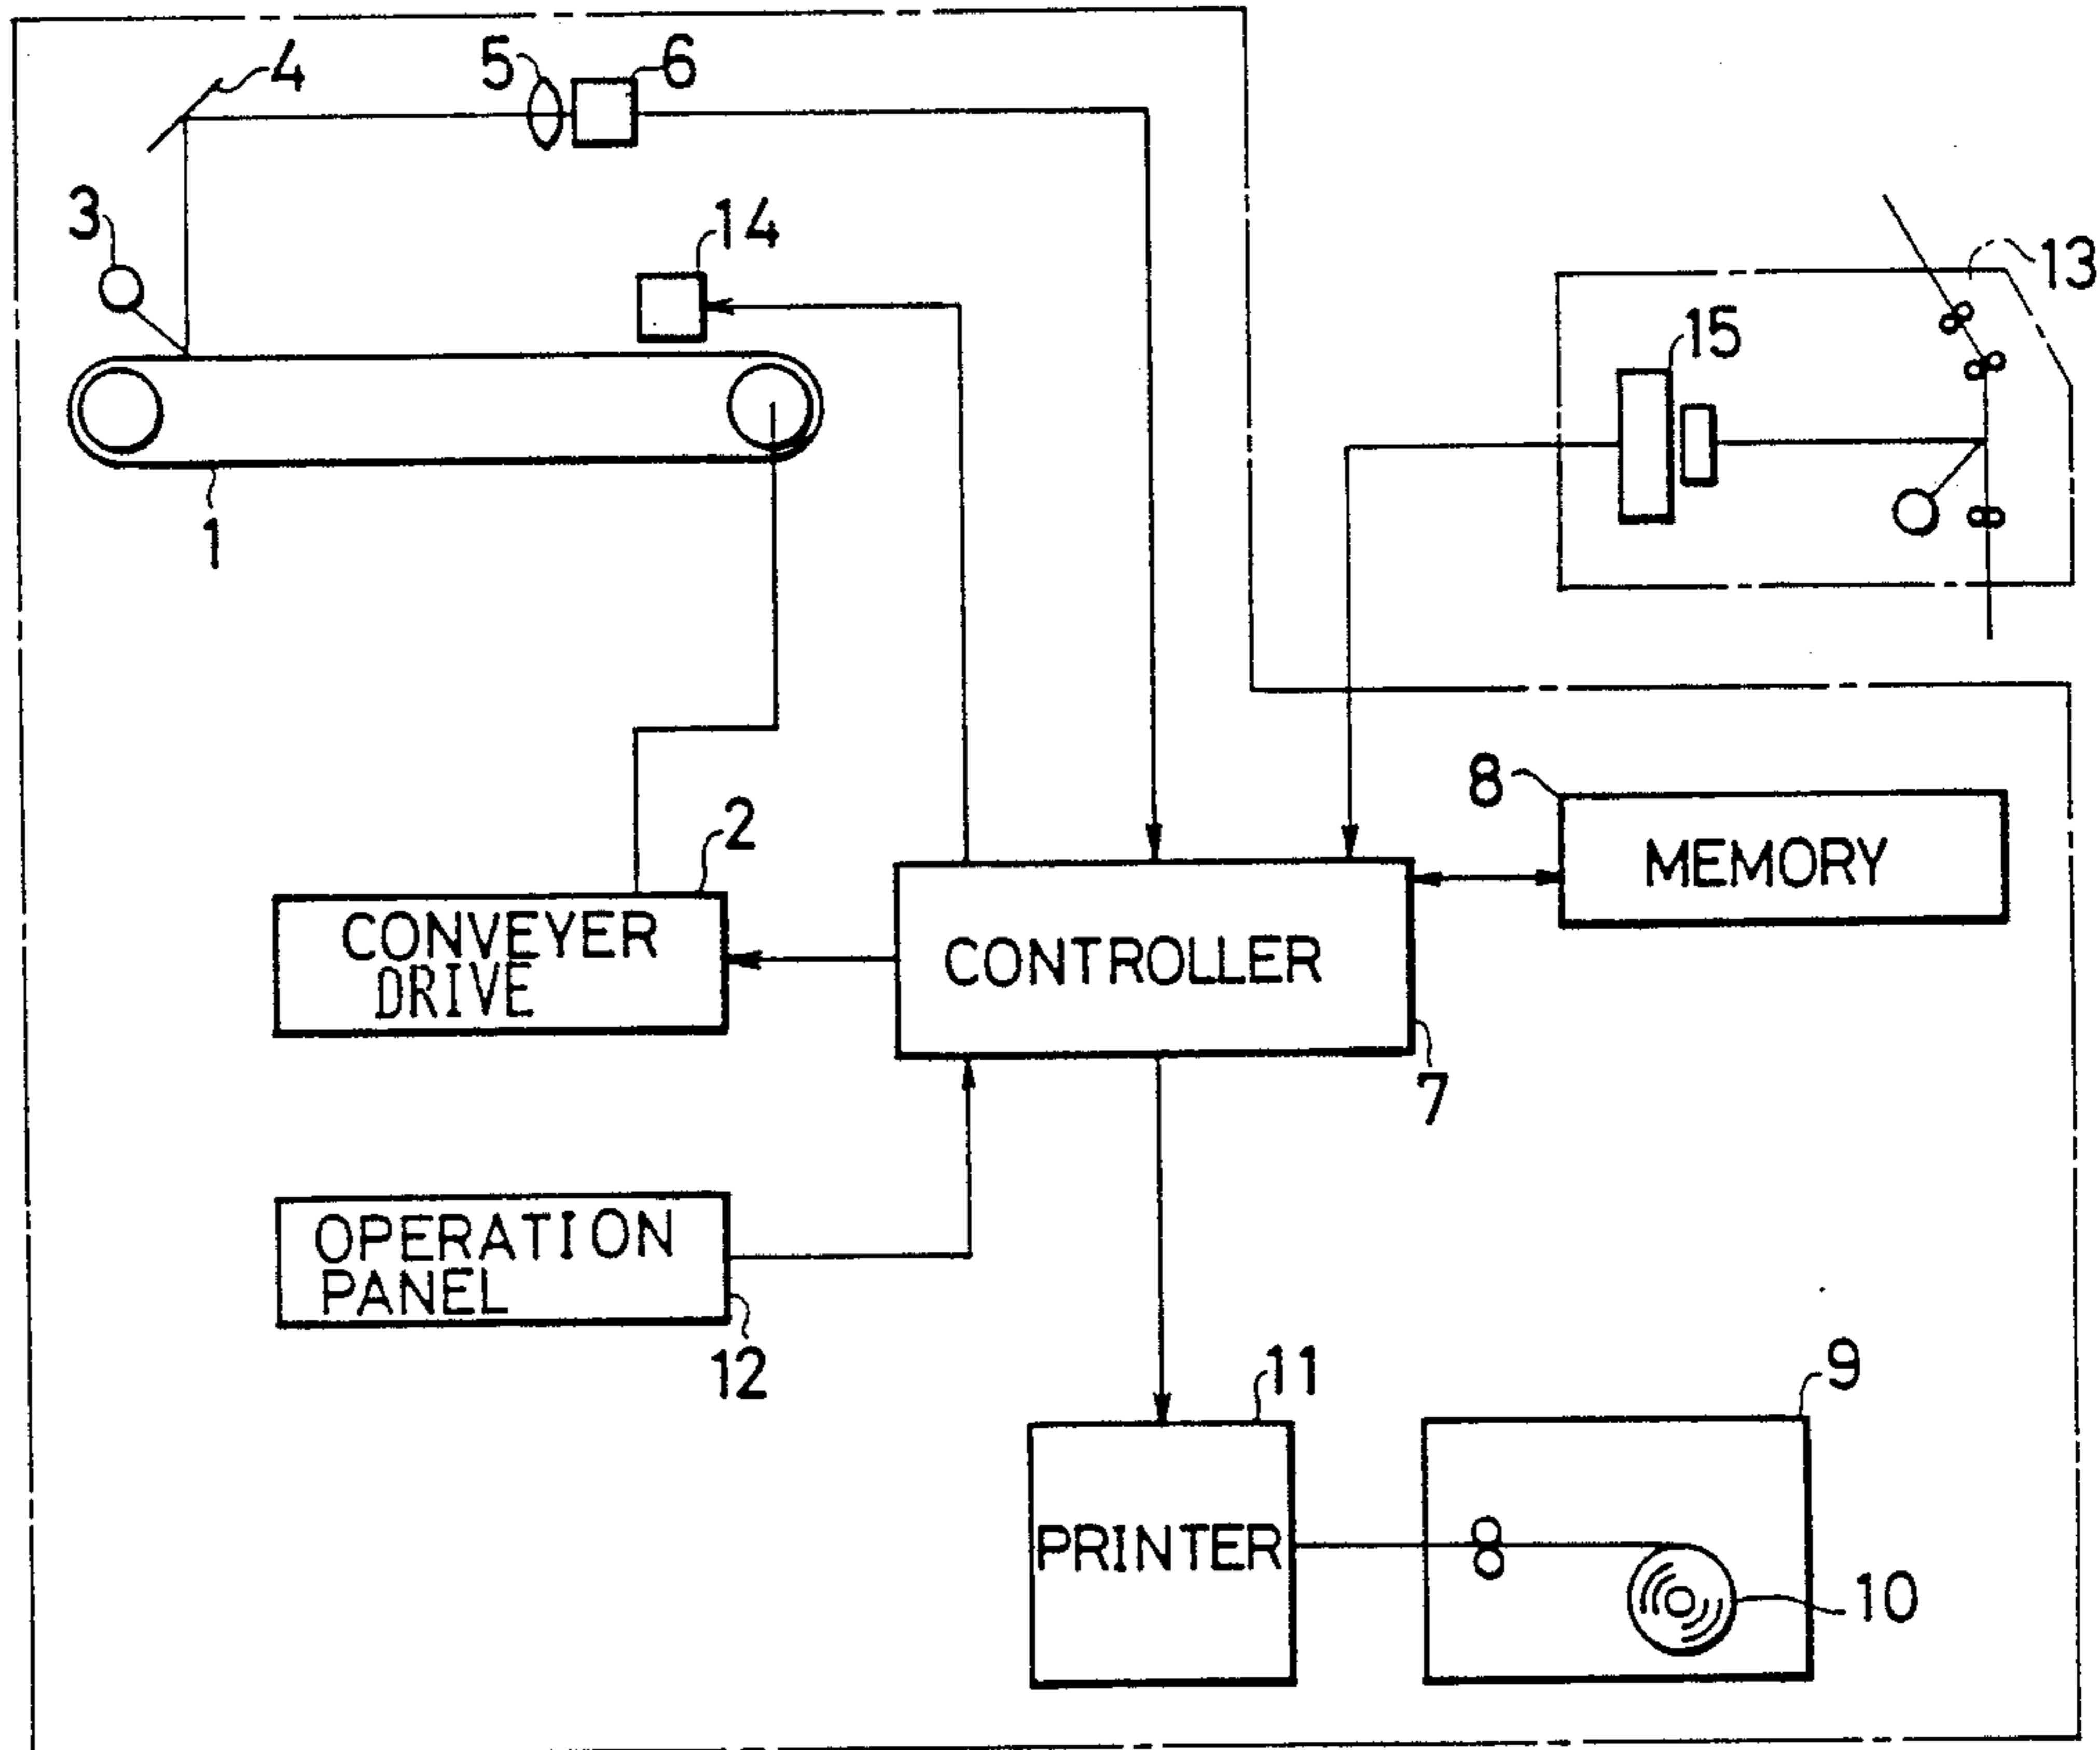 4
5
6
3
14
13
15
1
8
MEMORY
2
CONVEYER
DRIVE
CONTROLLER
7
OPERATION
PANEL
12
11
9
PRINTER
10